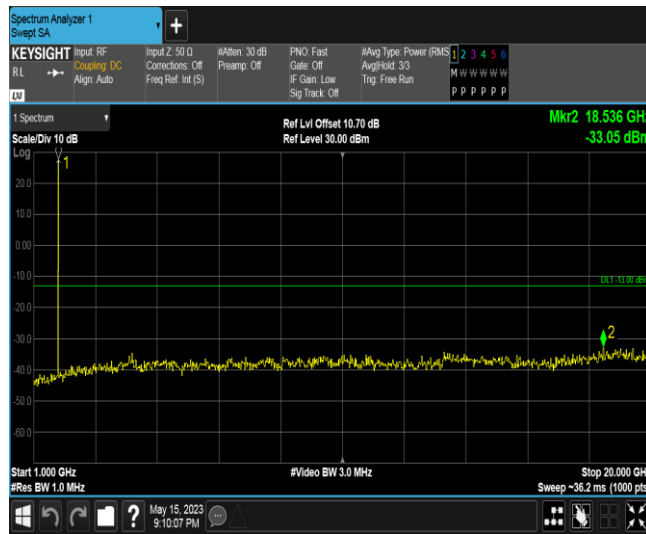 Spectrum Analyzer 1
Swept SA
+
KEYSIGHT
RL
LXI
Input: RF
Coupling: DC
Align: Auto
Input Z: 50 Ω
Corrections: Off
Freq Ref: Int (S)
#Atten: 30 dB
Preamp: Off
PNO: Fast
Gate: Off
IF Gain: Low
Sig Track: Off
#Avg Type: Power (RMS
Avg|Hold: 3/3
Trig: Free Run
1 2 3 4 5 6
M W W W W W
P P P P P P
1 Spectrum
Scale/Div 10 dB
Log
Ref Lvl Offset 10.70 dB
Ref Level 30.00 dBm
Mkr2 18.536 GH
-33.05 dBm
1
20.0
10.0
0.00
-10.0
DL1 -13.00 dB
-20.0
-30.0
2
-40.0
-50.0
-60.0
Start 1.000 GHz
#Res BW 1.0 MHz
#Video BW 3.0 MHz
Stop 20.000 GH
Sweep ~36.2 ms (1000 pts
?
May 15, 2023
9:10:07 PM